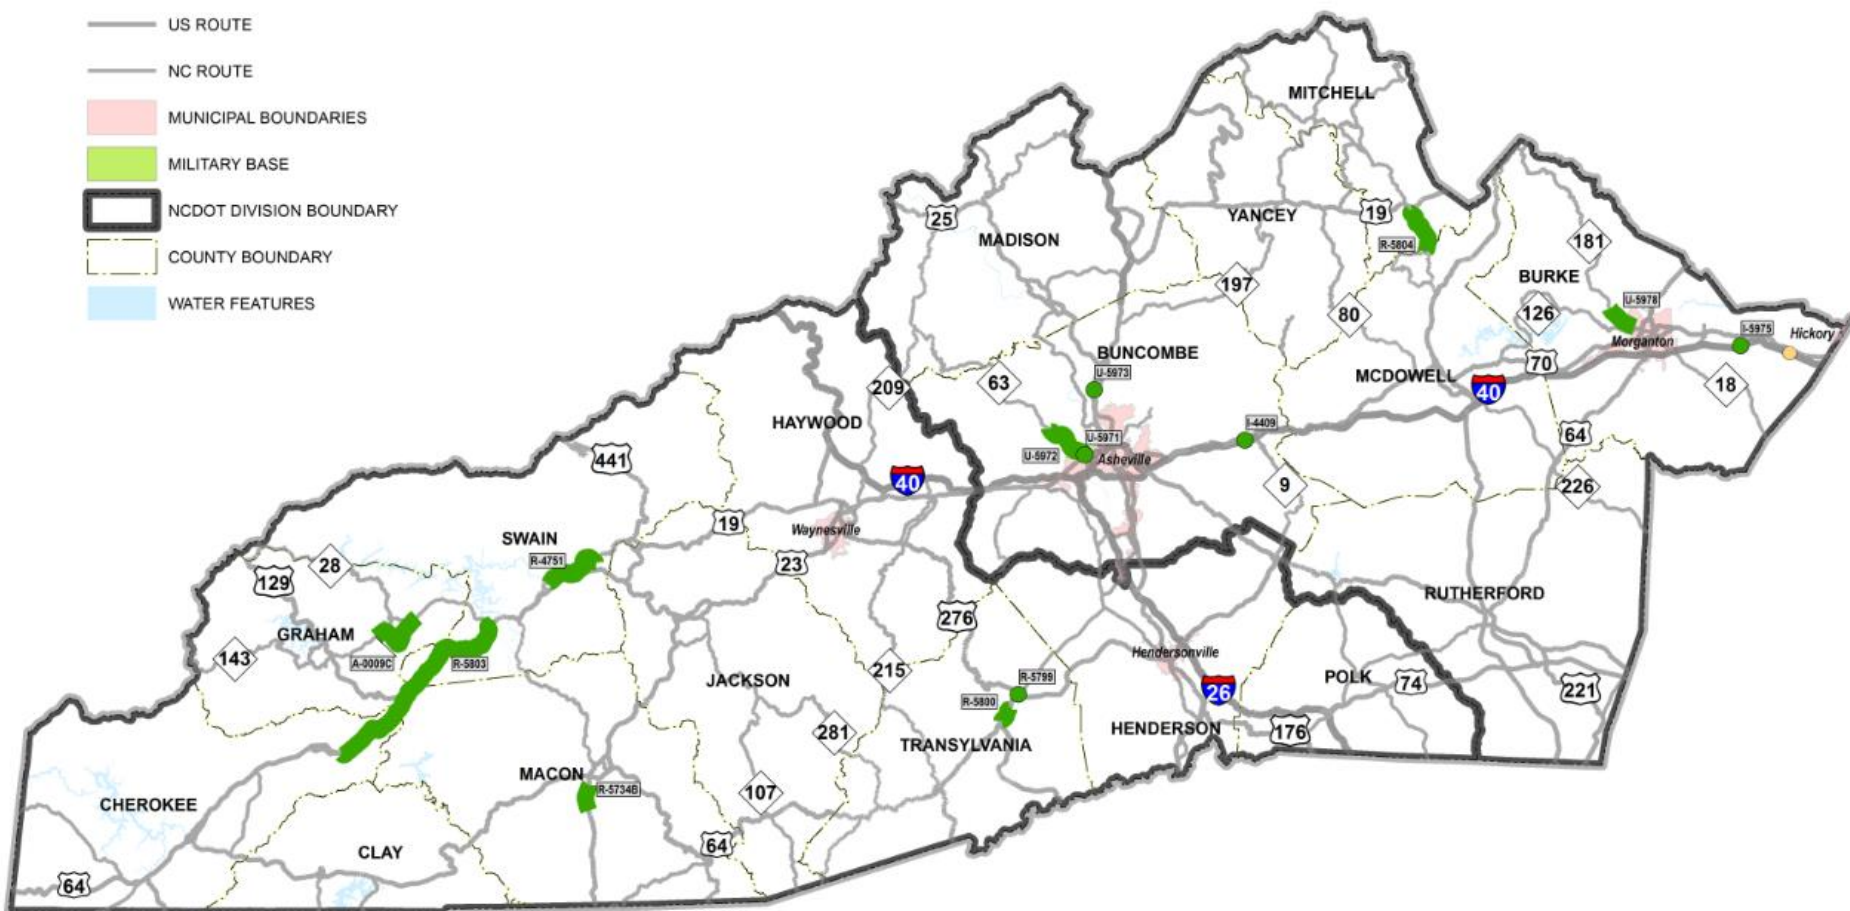 US ROUTE
NC ROUTE
MUNICIPAL BOUNDARIES
MILITARY BASE
NCDOT DIVISION BOUNDARY
COUNTY BOUNDARY
WATER FEATURES
MITCHELL
25
MADISON
YANCEY
19
R-5804
181
BURKE
197
80
126
U-5978
I-5975
Hickory
Morganton
70
BUNCOMBE
U-5973
63
209
MCDOWELL
40
18
HAYWOOD
I-4409
64
U-5971
U-5972
Asheville
441
40
9
226
19
Waynesville
SWAIN
R-4751
23
28
129
RUTHERFORD
276
GRAHAM
143
A-0009C
R-5803
Hendersonville
215
JACKSON
R-5799
R-5800
26
POLK
74
221
281
TRANSYLVANIA
HENDERSON
176
MACON
R-5734B
107
CHEROKEE
64
CLAY
64